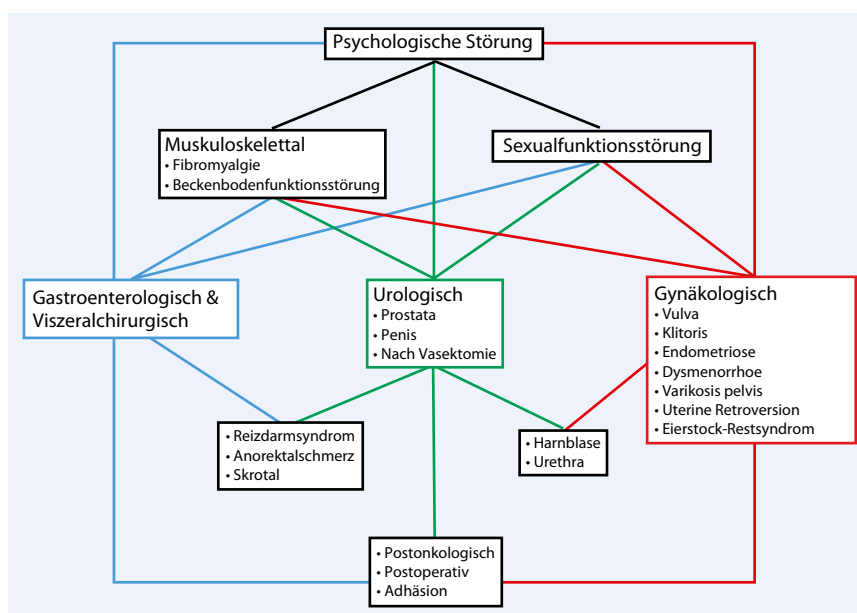 Psychologische Störung
Muskuloskelettal
• Fibromyalgie
• Beckenbodenfunktionsstörung
Sexualfunktionsstörung
Gastroenterologisch &
Viszeralchirurgisch
Urologisch
• Prostata
• Penis
• Nach Vasektomie
Gynäkologisch
• Vulva
• Klitoris
• Endometriose
• Dysmenorrhoe
• Varikosis pelvis
• Uterine Retroversion
• Eierstock-Restsyndrom
• Reizdarmsyndrom
• Anorektalschmerz
• Skrotal
• Harnblase
• Urethra
• Postonkologisch
• Postoperativ
• Adhäsion